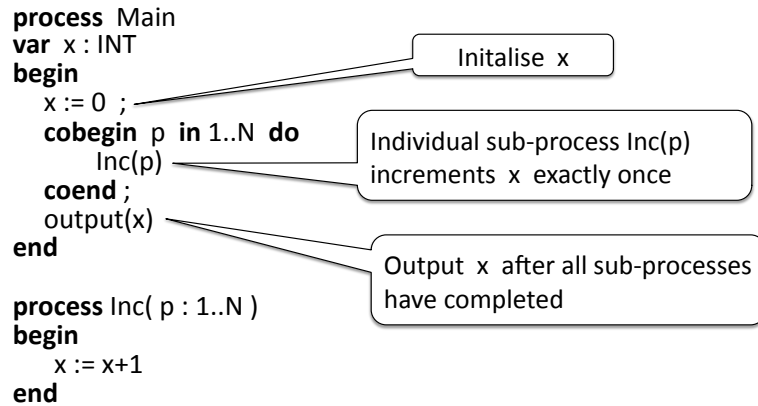 process Main
var x : INT
begin
x := 0 ;
Initalise x
cobegin p in 1..N do
Inc(p)
Individual sub-process Inc(p)
increments x exactly once
coend ;
output(x)
end
Output x after all sub-processes
have completed
process Inc( p : 1..N )
begin
x := x+1
end